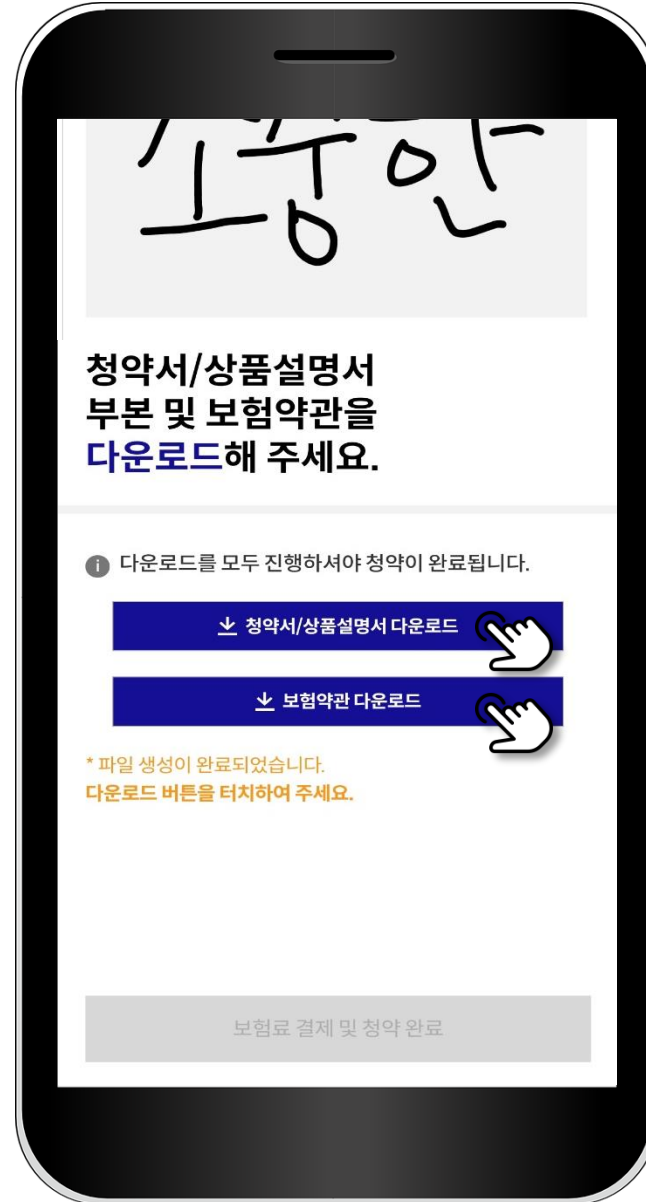 소중한
청약서/상품설명서
부본 및 보험약관을
다운로드해 주세요.
i 다운로드를 모두 진행하셔야 청약이 완료됩니다.
청약서/상품설명서 다운로드
보험약관 다운로드
* 파일 생성이 완료되었습니다.
다운로드 버튼을 터치하여 주세요.
보험료 결제 및 청약 완료